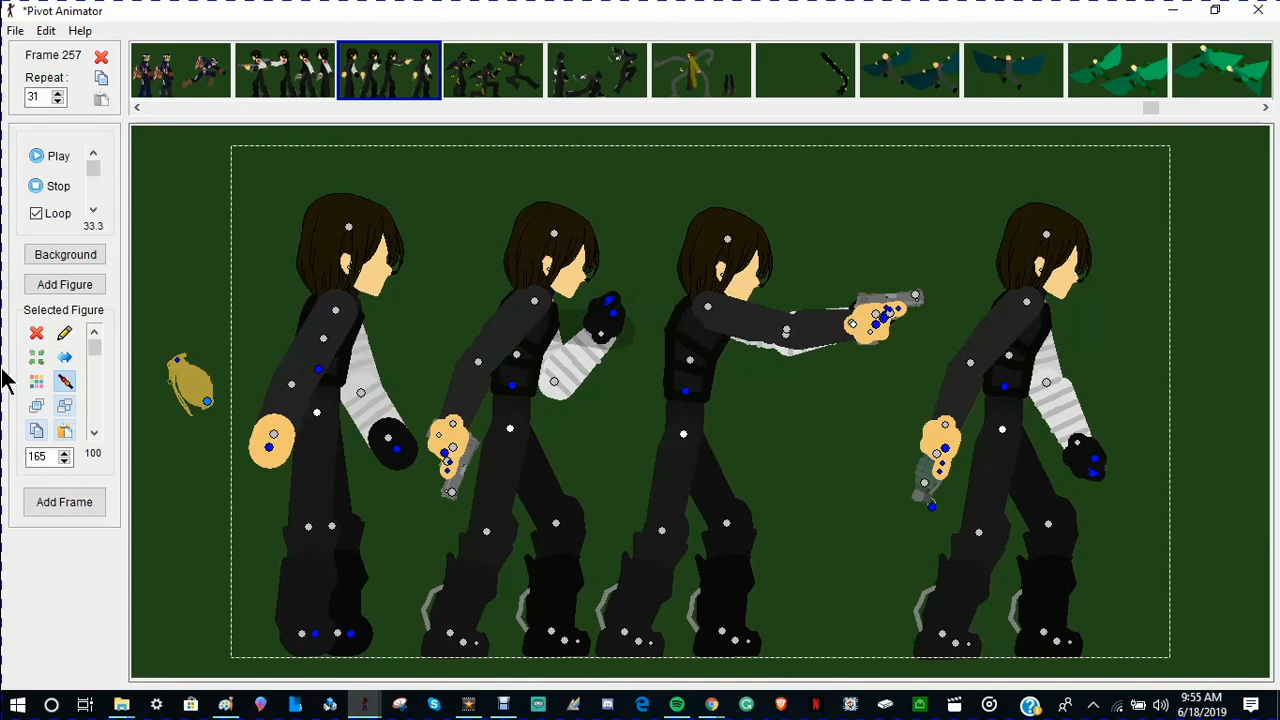 *Pivot Animator
File Edit Help
Frame 257
Repeat:
31
Play
Stop
Loop
33.3
Background
Add Figure
Selected Figure
165
100
Add Frame
9:55 AM
6/18/2019